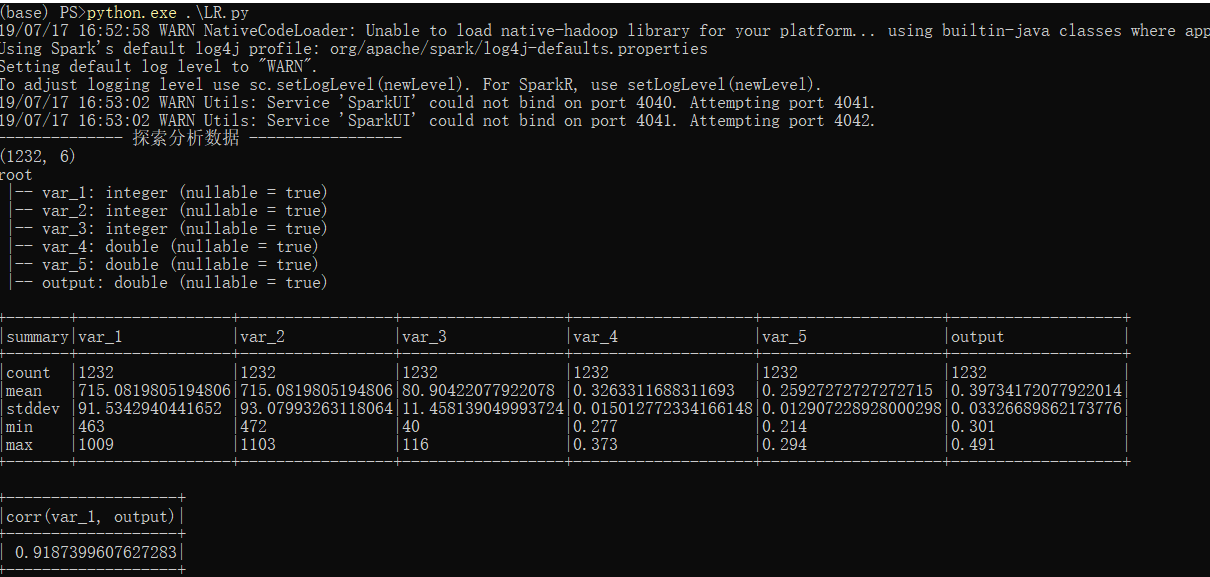 (base) PS>python.exe .\LR.py
19/07/17 16:52:58 WARN NativeCodeLoader: Unable to load native-hadoop library for your platform... using builtin-java classes where app
Using Spark's default log4j profile: org/apache/spark/log4j-defaults.properties
Setting default log level to "WARN".
To adjust logging level use sc.setLogLevel(newLevel). For SparkR, use setLogLevel(newLevel).
19/07/17 16:53:02 WARN Utils: Service 'SparkUI' could not bind on port 4040. Attempting port 4041.
19/07/17 16:53:02 WARN Utils: Service 'SparkUI' could not bind on port 4041. Attempting port 4042.
-------------- 探索分析数据 -----------------
(1232, 6)
root
 |-- var_1: integer (nullable = true)
 |-- var_2: integer (nullable = true)
 |-- var_3: integer (nullable = true)
 |-- var_4: double (nullable = true)
 |-- var_5: double (nullable = true)
 |-- output: double (nullable = true)
+-------+-----------------+-----------------+------------------+--------------------+--------------------+-------------------+
|summary|var_1            |var_2            |var_3             |var_4               |var_5               |output             |
+-------+-----------------+-----------------+------------------+--------------------+--------------------+-------------------+
|count  |1232             |1232             |1232              |1232                |1232                |1232               |
|mean   |715.0819805194806|715.0819805194806|80.90422077922078 |0.3263311688311693  |0.25927272727272715 |0.39734172077922014|
|stddev |91.5342940441652 |93.07993263118064|11.458139049993724|0.015012772334166148|0.012907228928000298|0.03326689862173776|
|min    |463              |472              |40                |0.277               |0.214               |0.301              |
|max    |1009             |1103             |116               |0.373               |0.294               |0.491              |
+-------+-----------------+-----------------+------------------+--------------------+--------------------+-------------------+
+-------------------+
|corr(var_1, output)|
+-------------------+
| 0.9187399607627283|
+-------------------+